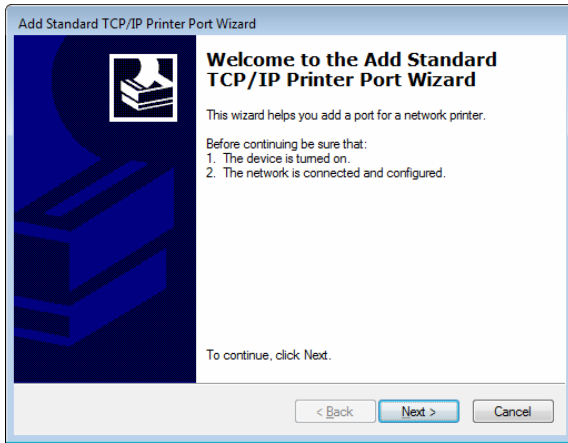 Add Standard TCP/IP Printer Port Wizard
Welcome to the Add Standard
TCP/IP Printer Port Wizard
This wizard helps you add a port for a network printer.
Before continuing be sure that:
1. The device is turned on.
2. The network is connected and configured.
To continue, click Next.
< Back Next > Cancel